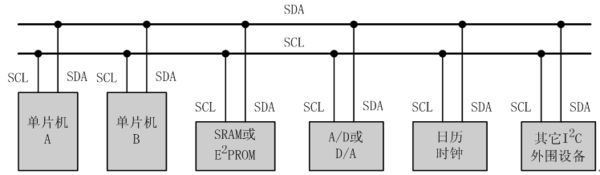 SDA
SCL
SCL SDA SCL SDA
SCL SDA SCL SDA SCL SDA SCL SDA
单片机
A
单片机
B
SRAM或
E²PROM
A/D或
D/A
日历
时钟
其它I²C
外围设备